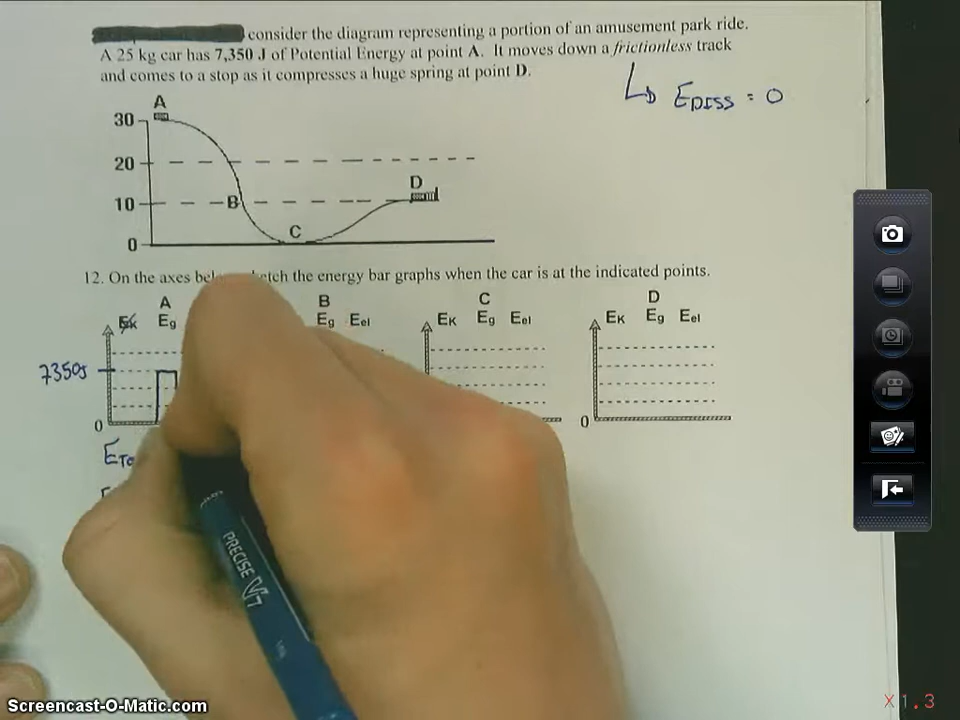 consider the diagram representing a portion of an amusement park ride.
A 25 kg car has 7,350 J of Potential Energy at point A. It moves down a frictionless track
and comes to a stop as it compresses a huge spring at point D.
EDISS = 0
A
30
20
D
10
B
C
0
12. On the axes etch the energy bar graphs when the car is at the indicated points.
A B C D
EK Eg Eg Eel EK Eg Eel EK Eg Eel
7350J
0 0
PRECISE V7
Screencast-O-Matic.com
X1.3